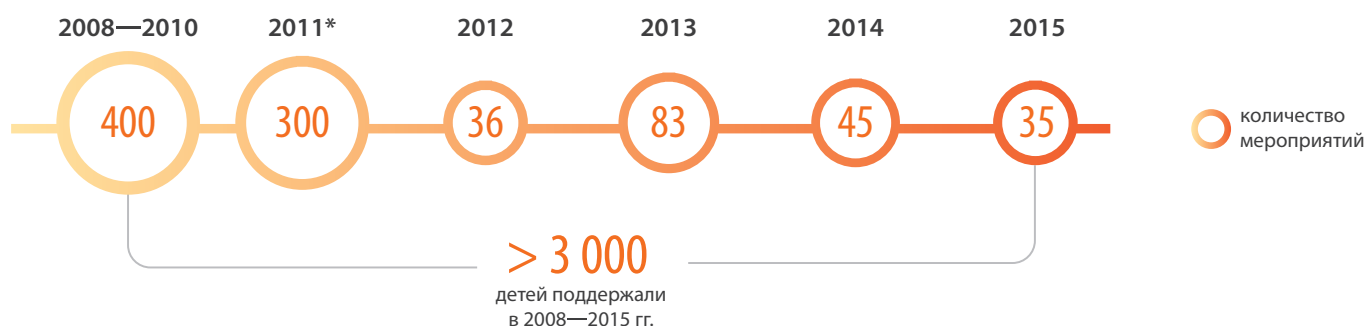 2008—2010 2011* 2012 2013 2014 2015
400 300 36 83 45 35
количество
мероприятий
> 3 000
детей поддержали
в 2008—2015 гг.